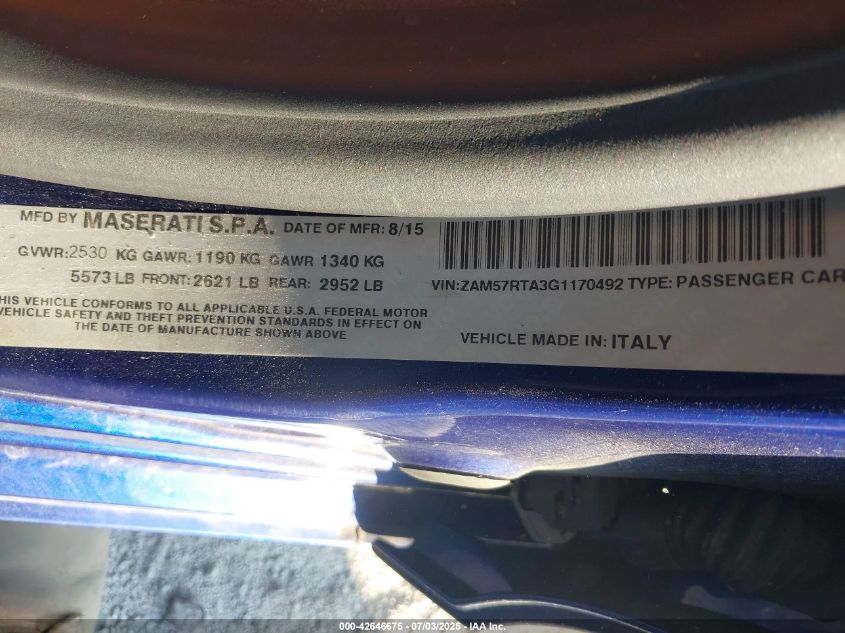 MFD BY MASERATI S.P.A. DATE OF MFR: 8/15
GVWR:2530 KG GAWR: 1190 KG GAWR 1340 KG
5573 LB FRONT: 2621 LB REAR: 2952 LB
THIS VEHICLE CONFORMS TO ALL APPLICABLE U.S.A. FEDERAL MOTOR
VEHICLE SAFETY AND THEFT PREVENTION STANDARDS IN EFFECT ON
THE DATE OF MANUFACTURE SHOWN ABOVE
VIN:ZAM57RTA3G1170492 TYPE: PASSENGER CAR
VEHICLE MADE IN: ITALY
000-42646675 - 07/03/2025 - IAA Inc.